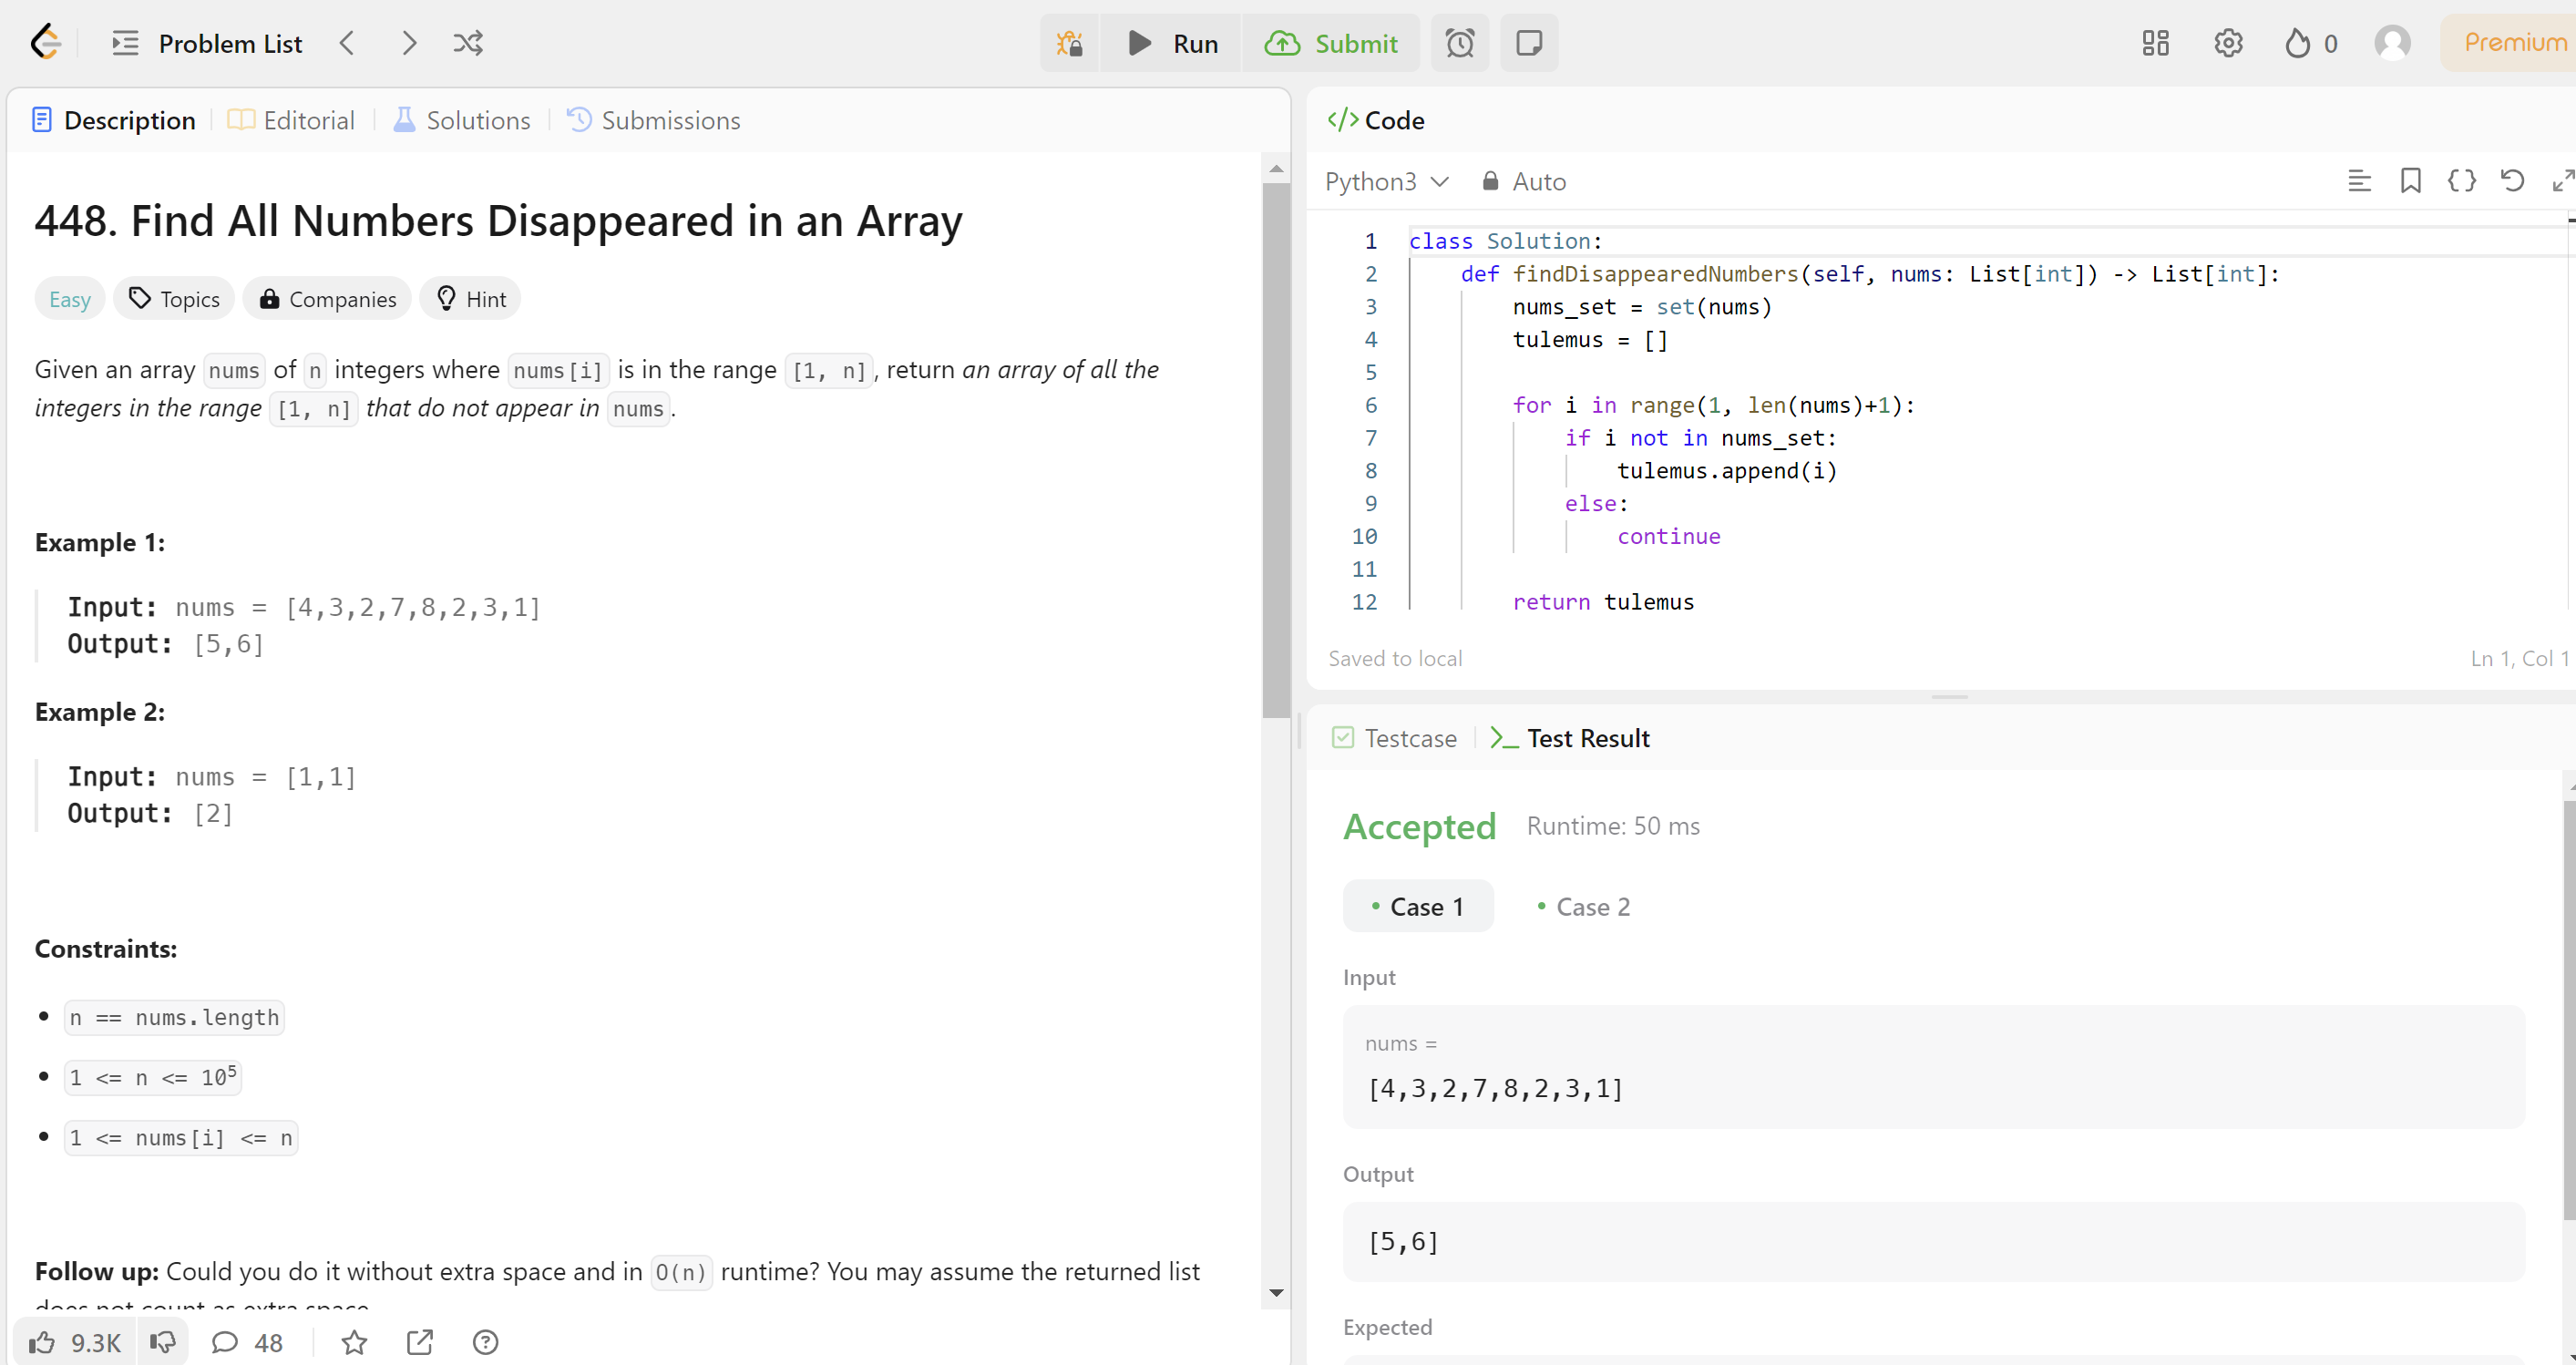 Problem List
Run
Submit
0
Premium
Description
Editorial
Solutions
Submissions
448. Find All Numbers Disappeared in an Array
Easy
Topics
Companies
Hint
Given an array nums of n integers where nums[i] is in the range [1, n], return an array of all the
integers in the range [1, n] that do not appear in nums.
Example 1:
Input: nums = [4,3,2,7,8,2,3,1]
Output: [5,6]
Example 2:
Input: nums = [1,1]
Output: [2]
Constraints:
n == nums.length
1 <= n <= 10⁵
1 <= nums[i] <= n
Follow up: Could you do it without extra space and in O(n) runtime? You may assume the returned list
does not count as extra space.
9.3K
48
</> Code
Python3
Auto
1 class Solution:
2     def findDisappearedNumbers(self, nums: List[int]) -> List[int]:
3         nums_set = set(nums)
4         tulemus = []
5
6         for i in range(1, len(nums)+1):
7             if i not in nums_set:
8                 tulemus.append(i)
9             else:
10                 continue
11
12         return tulemus
Saved to local
Ln 1, Col 1
Testcase
Test Result
Accepted
Runtime: 50 ms
Case 1
Case 2
Input
nums =
[4,3,2,7,8,2,3,1]
Output
[5,6]
Expected